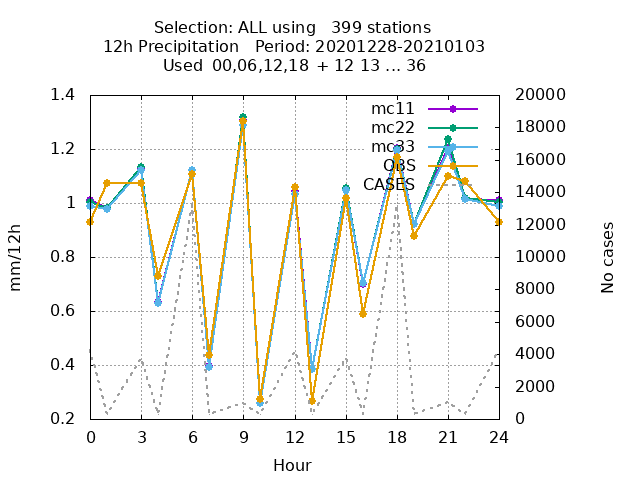 Selection: ALL using   399 stations
12h Precipitation   Period: 20201228-20210103
Used  00,06,12,18  + 12 13 ... 36
1.4
1.2
1
0.8
0.6
0.4
0.2
20000
18000
16000
14000
12000
10000
8000
6000
4000
2000
0
mc11
mc22
mc33
OBS
CASES
mm/12h
No cases
0
3
6
9
12
15
18
21
24
Hour